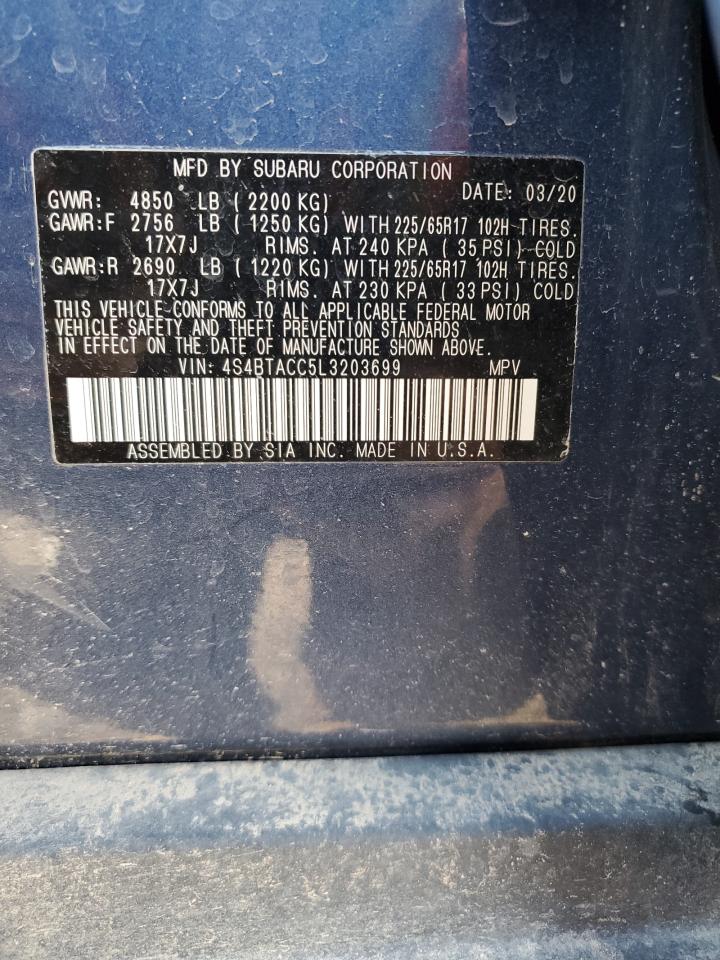 MFD BY SUBARU CORPORATION
DATE: 03/20
GVWR: 4850 LB ( 2200 KG)
GAWR:F 2756 LB ( 1250 KG) WITH 225/65R17 102H TIRES.
17X7J RIMS. AT 240 KPA ( 35 PSI) COLD
GAWR:R 2690 LB ( 1220 KG) WITH 225/65R17 102H TIRES.
17X7J RIMS. AT 230 KPA ( 33 PSI) COLD
THIS VEHICLE CONFORMS TO ALL APPLICABLE FEDERAL MOTOR
VEHICLE SAFETY AND THEFT PREVENTION STANDARDS
IN EFFECT ON THE DATE OF MANUFACTURE SHOWN ABOVE.
VIN: 4S4BTACC5L3203699 MPV
ASSEMBLED BY SIA INC. MADE IN U.S.A.